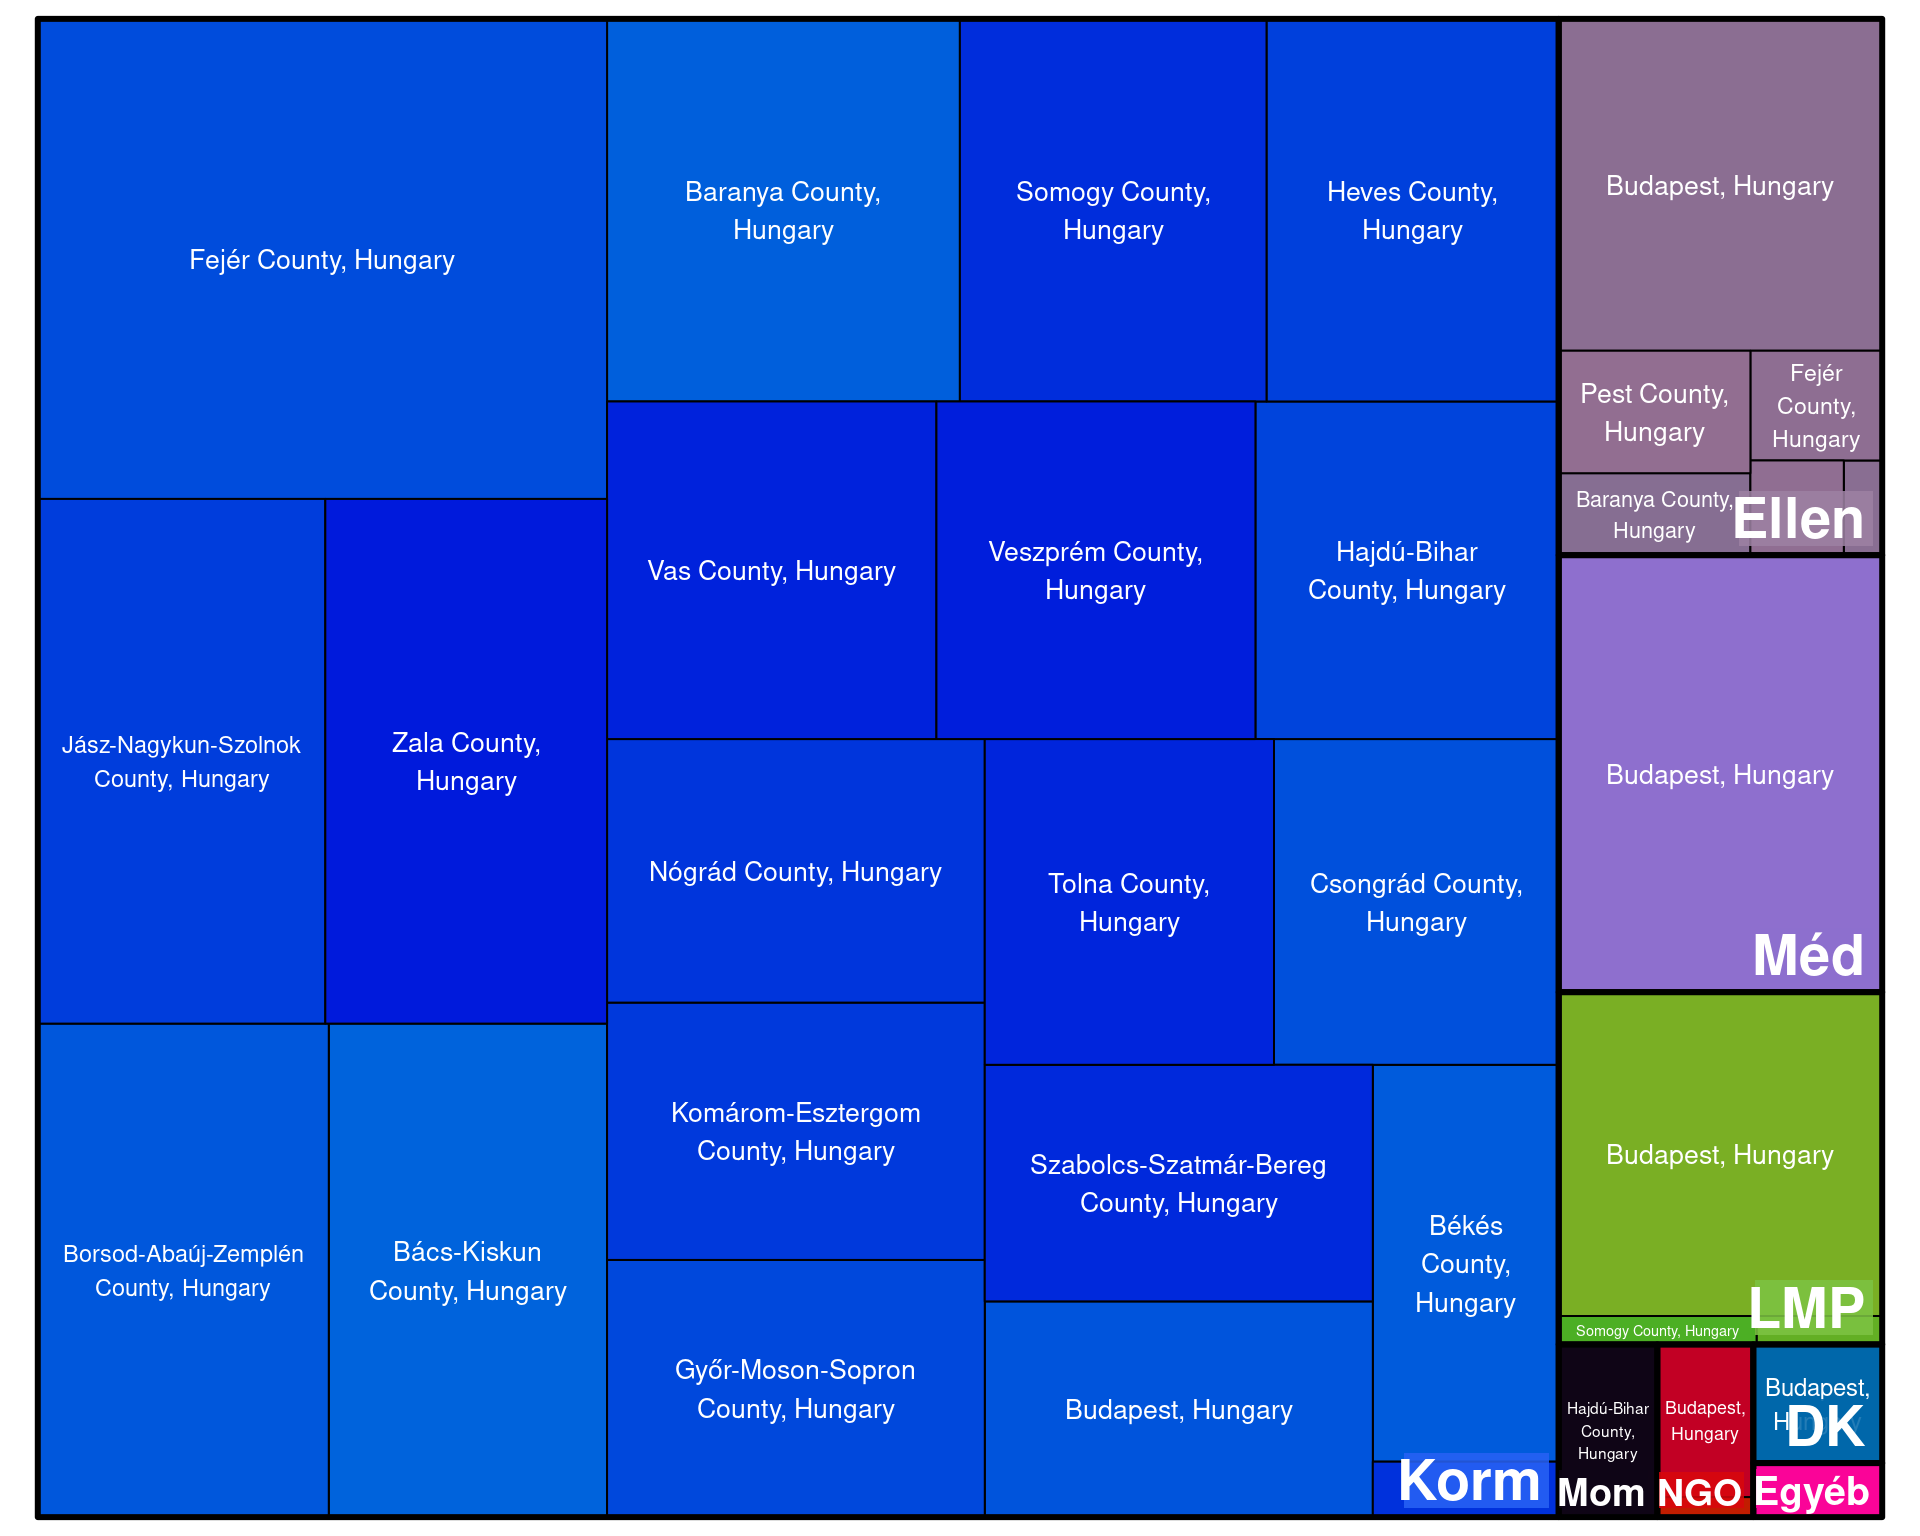 Fejér County, Hungary
Baranya County,
Hungary
Somogy County,
Hungary
Heves County,
Hungary
Vas County, Hungary
Veszprém County,
Hungary
Hajdú-Bihar
County, Hungary
Jász-Nagykun-Szolnok
County, Hungary
Zala County,
Hungary
Nógrád County, Hungary
Tolna County,
Hungary
Csongrád County,
Hungary
Borsod-Abaúj-Zemplén
County, Hungary
Bács-Kiskun
County, Hungary
Komárom-Esztergom
County, Hungary
Szabolcs-Szatmár-Bereg
County, Hungary
Békés
County,
Hungary
Győr-Moson-Sopron
County, Hungary
Budapest, Hungary
Korm
Budapest, Hungary
Pest County,
Hungary
Fejér
County,
Hungary
Baranya County,
Hungary
Ellen
Budapest, Hungary
Méd
Budapest, Hungary
Somogy County, Hungary
LMP
Hajdú-Bihar
County,
Hungary
Mom
Budapest,
Hungary
NGO
Budapest,
Hungary
DK
Egyéb